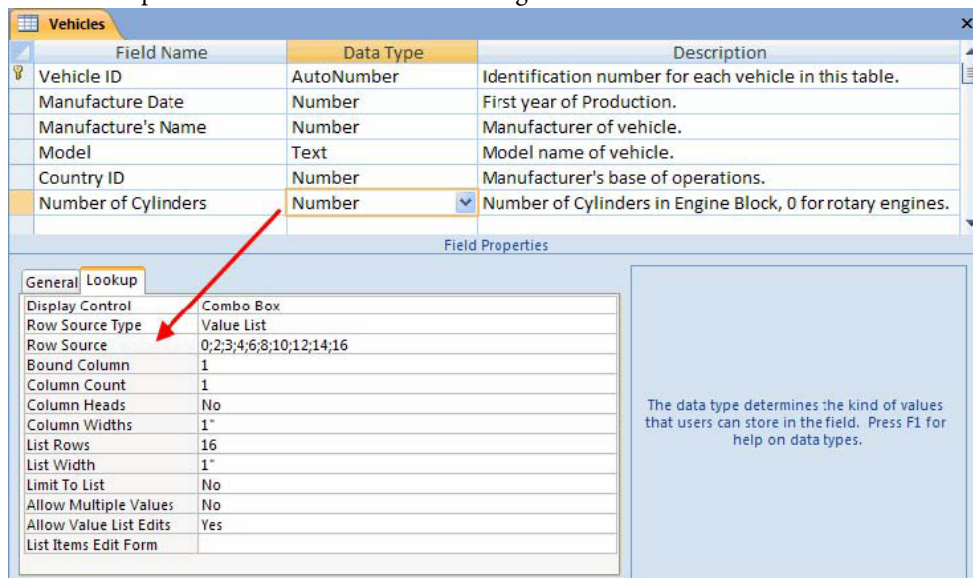 Vehicles x
Field Name Data Type Description
Vehicle ID AutoNumber Identification number for each vehicle in this table.
Manufacture Date Number First year of Production.
Manufacture's Name Number Manufacturer of vehicle.
Model Text Model name of vehicle.
Country ID Number Manufacturer's base of operations.
Number of Cylinders Number Number of Cylinders in Engine Block, 0 for rotary engines.
Field Properties
General Lookup
Display Control Combo Box
Row Source Type Value List
Row Source 0;2;3;4;6;8;10;12;14;16
Bound Column 1
Column Count 1
Column Heads No
Column Widths 1"
List Rows 16
List Width 1"
Limit To List No
Allow Multiple Values No
Allow Value List Edits Yes
List Items Edit Form
The data type determines the kind of values
that users can store in the field. Press F1 for
help on data types.